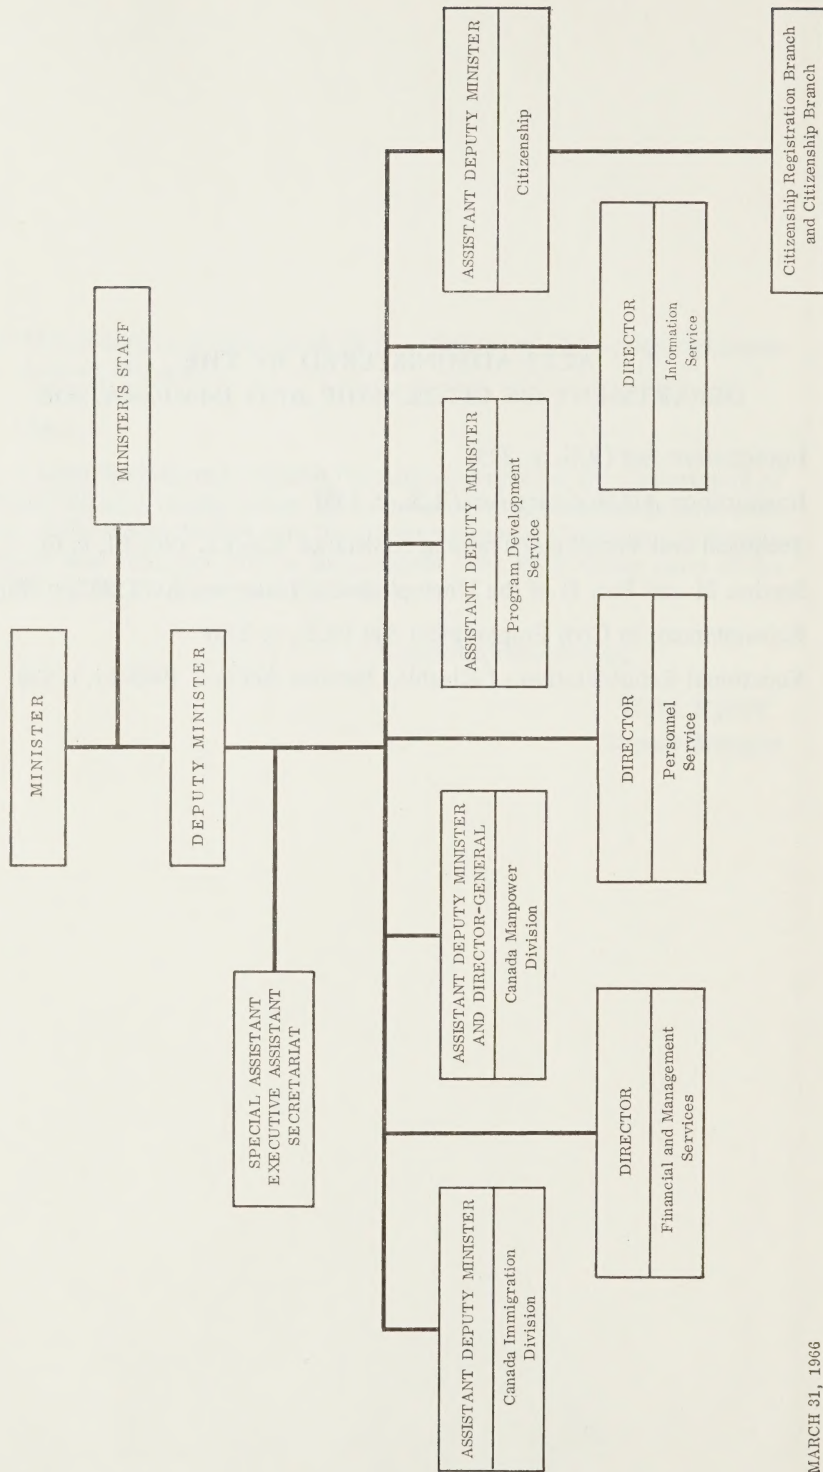 MINISTER
MINISTER'S STAFF
DEPUTY MINISTER
SPECIAL ASSISTANT
EXECUTIVE ASSISTANT
SECRETARIAT
ASSISTANT DEPUTY MINISTER
Canada Immigration
Division
ASSISTANT DEPUTY MINISTER
AND DIRECTOR-GENERAL
Canada Manpower
Division
ASSISTANT DEPUTY MINISTER
Program Development
Service
ASSISTANT DEPUTY MINISTER
Citizenship
DIRECTOR
Financial and Management
Services
DIRECTOR
Personnel
Service
DIRECTOR
Information
Service
Citizenship Registration Branch
and Citizenship Branch
MARCH 31, 1966